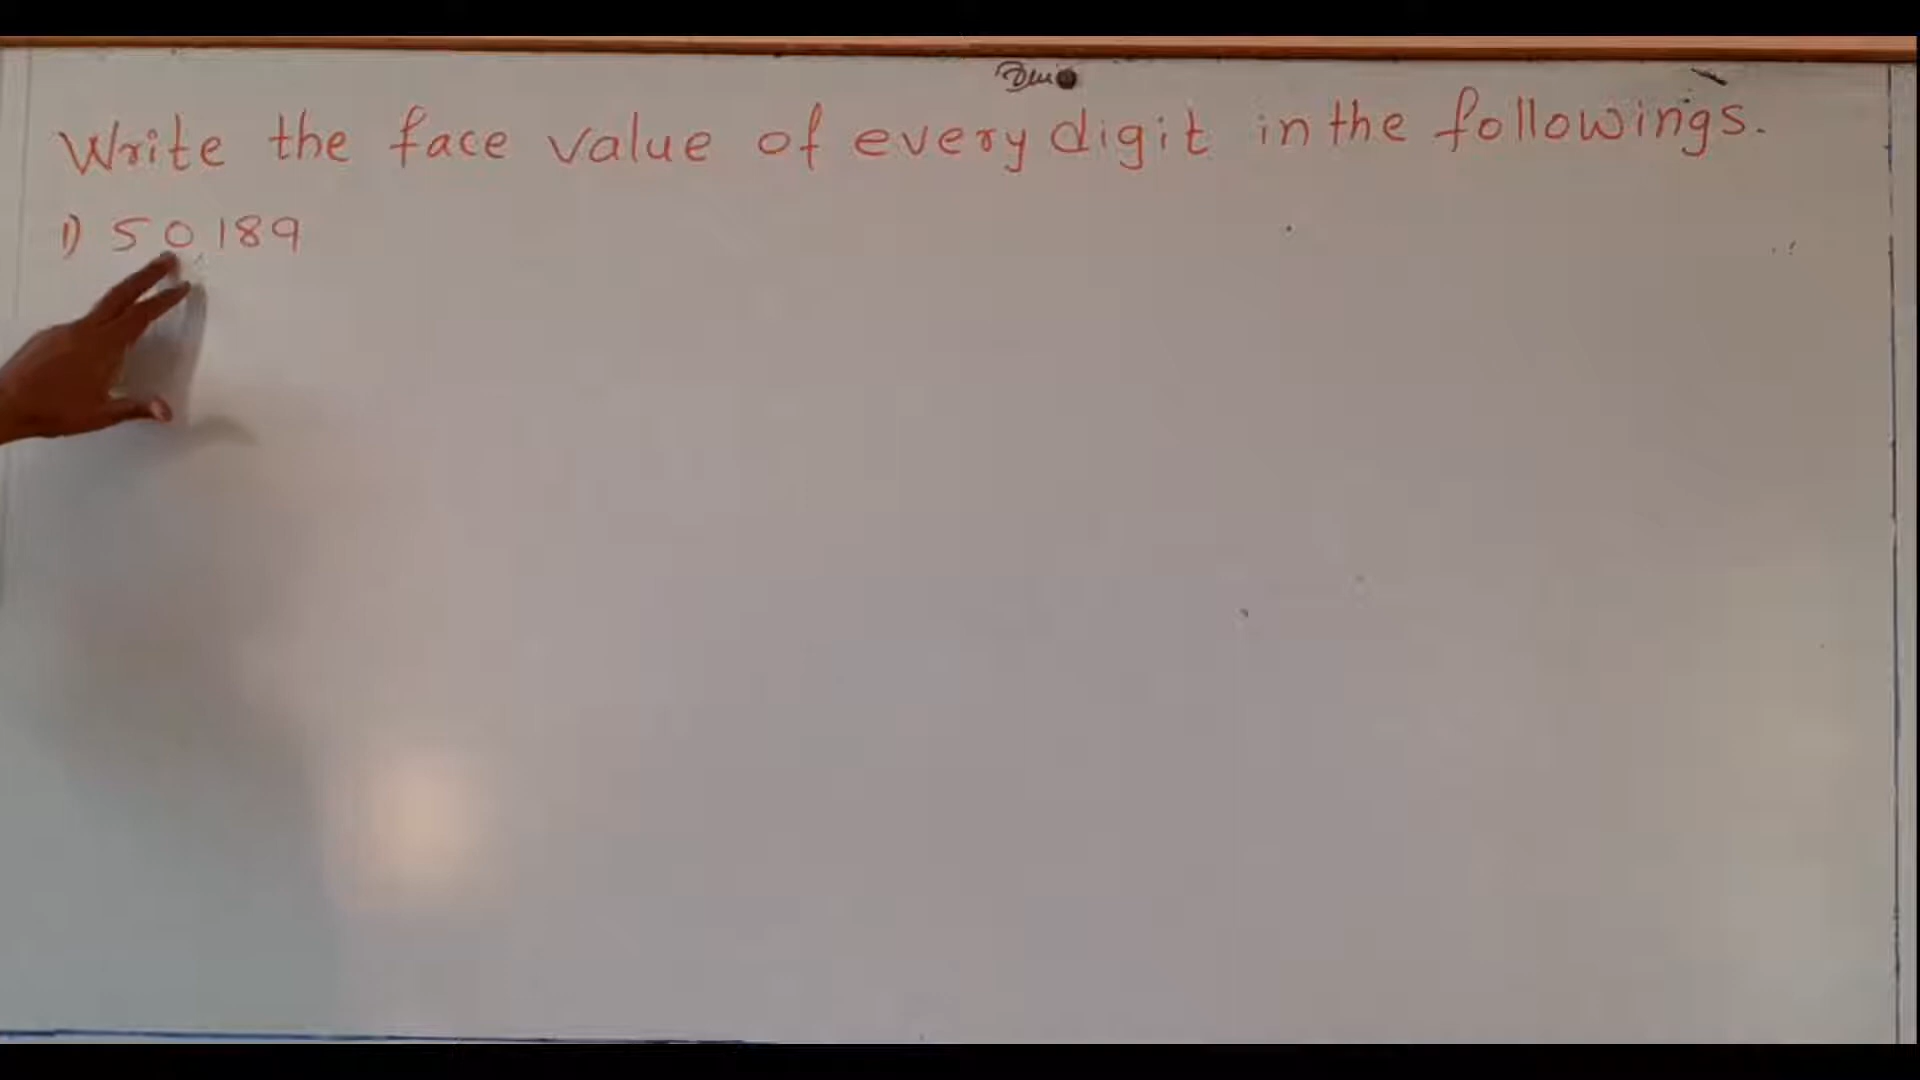 Write the face value of every digit in the followings.
1) 50189